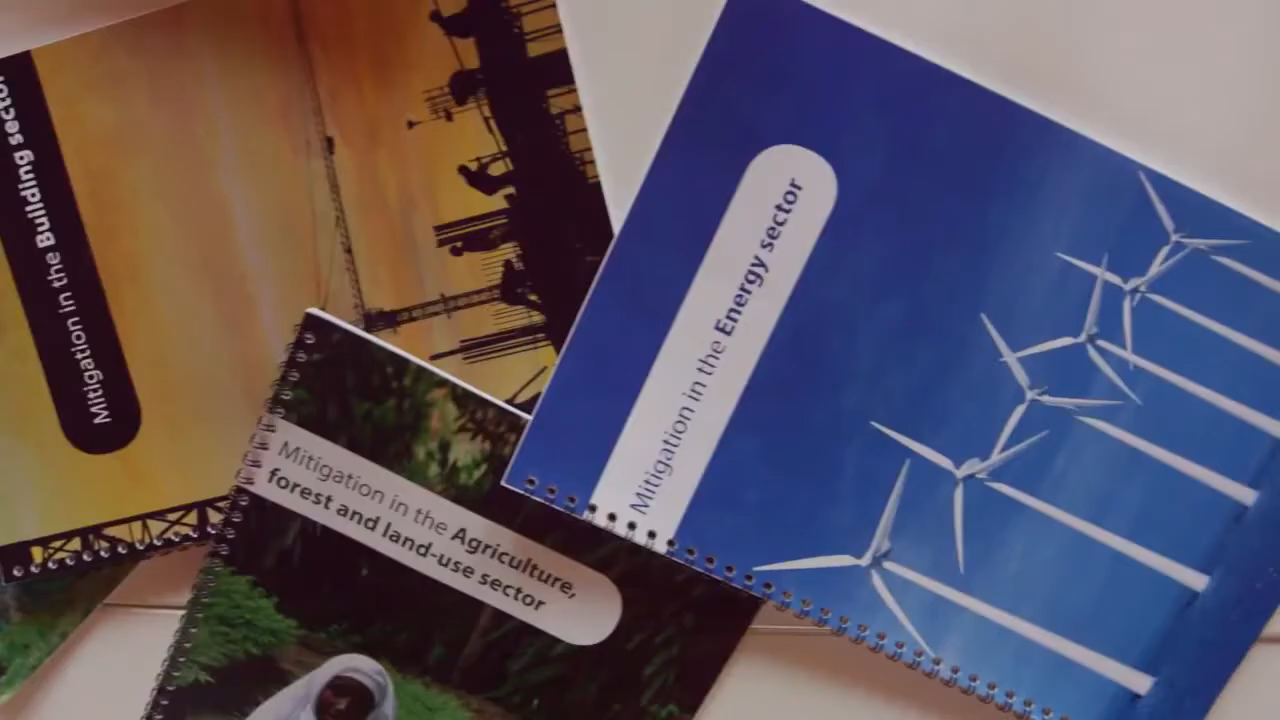 Mitigation in the Building sector
Mitigation in the Agriculture,
forest and land-use sector
Mitigation in the Energy sector